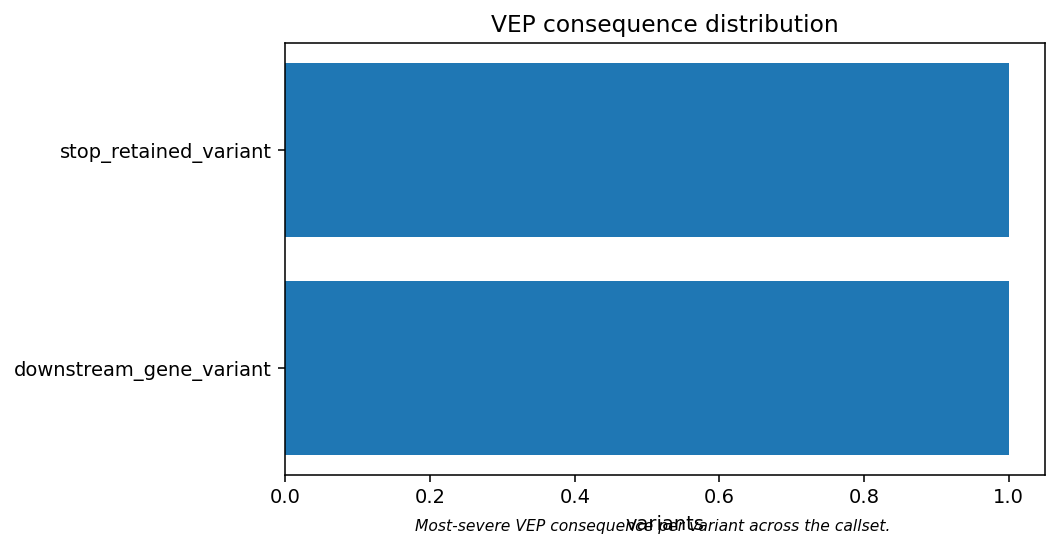 VEP consequence distribution
stop_retained_variant
downstream_gene_variant
0.0 0.2 0.4 0.6 0.8 1.0
variants
Most-severe VEP consequence per variant across the callset.